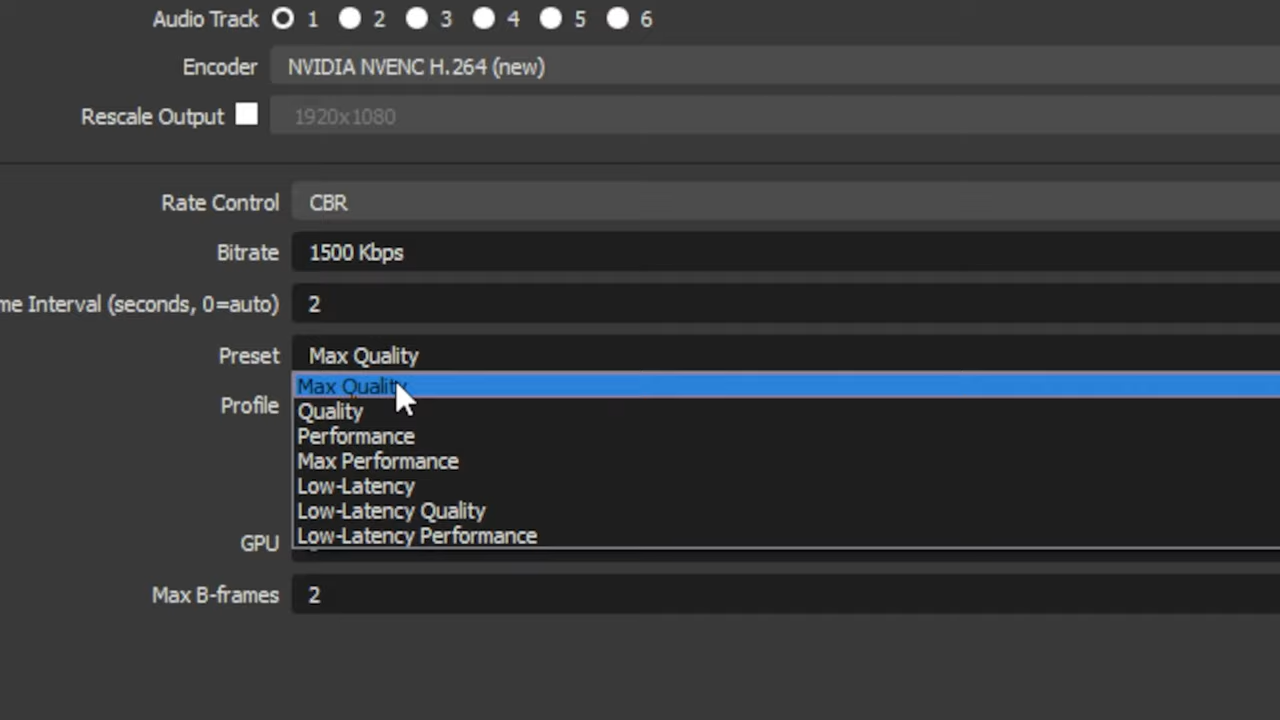 Audio Track 1 2 3 4 5 6
Encoder NVIDIA NVENC H.264 (new)
Rescale Output 1920x1080
Rate Control CBR
Bitrate 1500 Kbps
Interval (seconds, 0=auto) 2
Preset Max Quality
Max Quality
Profile
Quality
Performance
Max Performance
Low-Latency
Low-Latency Quality
Low-Latency Performance
GPU
Max B-frames 2